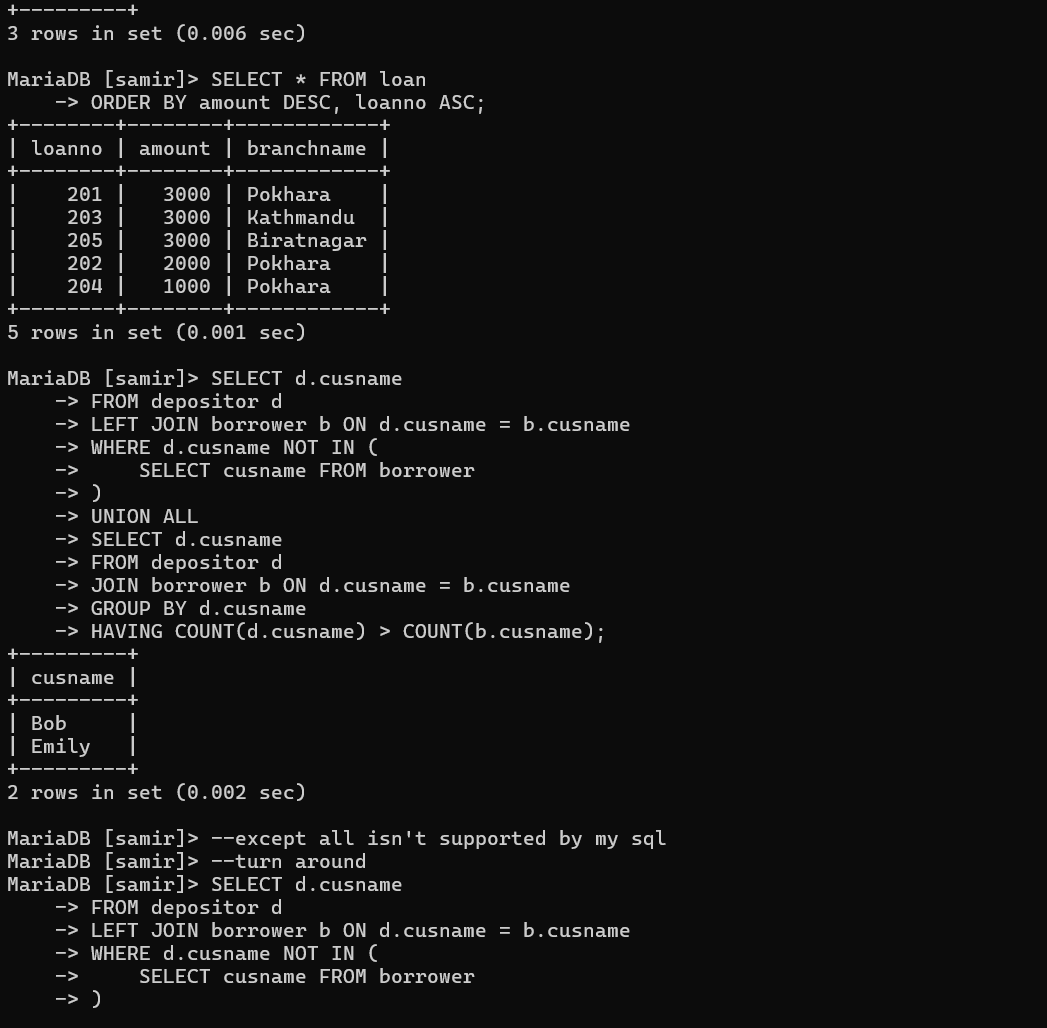 +---------+
3 rows in set (0.006 sec)

MariaDB [samir]> SELECT * FROM loan
    -> ORDER BY amount DESC, loanno ASC;
+--------+--------+------------+
| loanno | amount | branchname |
+--------+--------+------------+
|    201 |   3000 | Pokhara    |
|    203 |   3000 | Kathmandu  |
|    205 |   3000 | Biratnagar |
|    202 |   2000 | Pokhara    |
|    204 |   1000 | Pokhara    |
+--------+--------+------------+
5 rows in set (0.001 sec)

MariaDB [samir]> SELECT d.cusname
    -> FROM depositor d
    -> LEFT JOIN borrower b ON d.cusname = b.cusname
    -> WHERE d.cusname NOT IN (
    ->     SELECT cusname FROM borrower
    -> )
    -> UNION ALL
    -> SELECT d.cusname
    -> FROM depositor d
    -> JOIN borrower b ON d.cusname = b.cusname
    -> GROUP BY d.cusname
    -> HAVING COUNT(d.cusname) > COUNT(b.cusname);
+---------+
| cusname |
+---------+
| Bob     |
| Emily   |
+---------+
2 rows in set (0.002 sec)

MariaDB [samir]> --except all isn't supported by my sql
MariaDB [samir]> --turn around
MariaDB [samir]> SELECT d.cusname
    -> FROM depositor d
    -> LEFT JOIN borrower b ON d.cusname = b.cusname
    -> WHERE d.cusname NOT IN (
    ->     SELECT cusname FROM borrower
    -> )